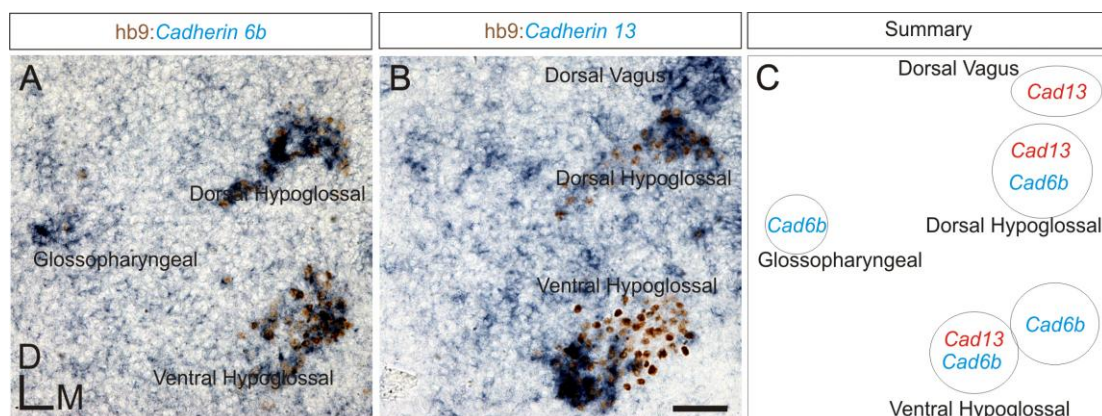 hb9:Cadherin 6b
hb9:Cadherin 13
Summary
A
Dorsal Hypoglossal
Glossopharyngeal
Ventral Hypoglossal
D
M
B
Dorsal Vagus
Dorsal Hypoglossal
Ventral Hypoglossal
C
Dorsal Vagus
Cad13
Cad13
Cad6b
Dorsal Hypoglossal
Cad6b
Glossopharyngeal
Cad6b
Cad13
Cad6b
Ventral Hypoglossal